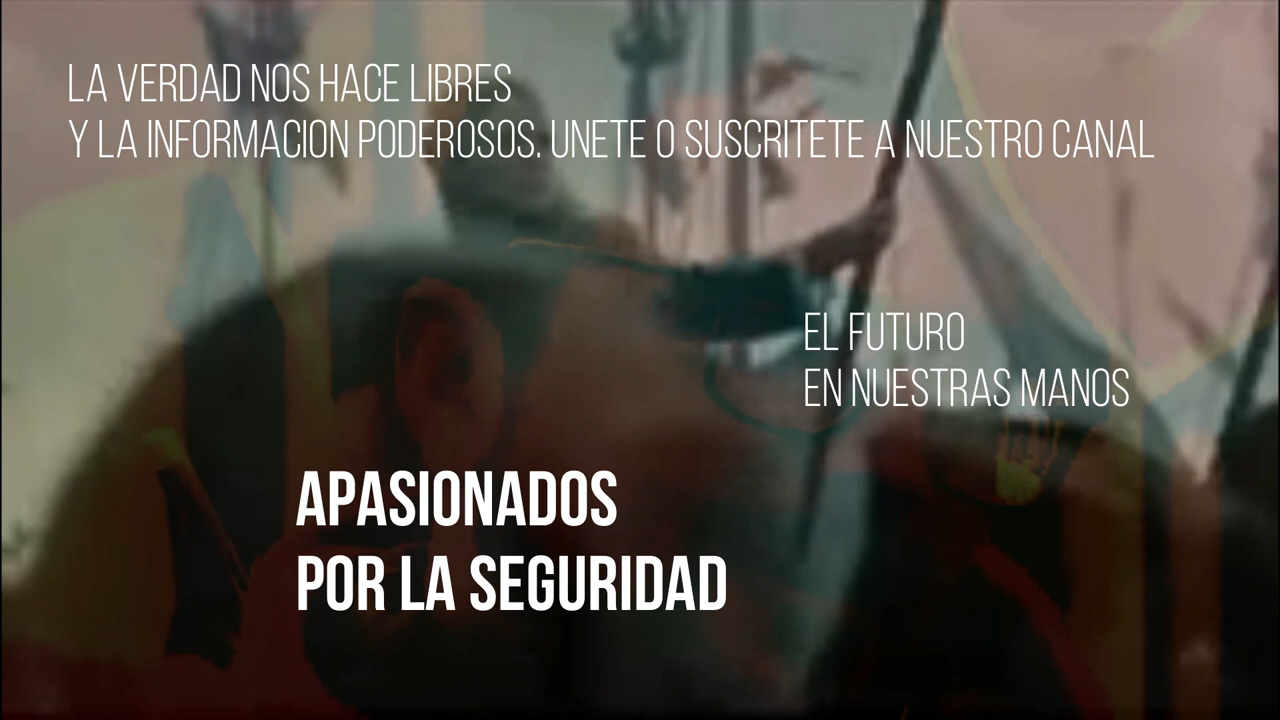 LA VERDAD NOS HACE LIBRES
Y LA INFORMACION PODEROSOS. UNETE O SUSCRITETE A NUESTRO CANAL
EL FUTURO
EN NUESTRAS MANOS
APASIONADOS
POR LA SEGURIDAD